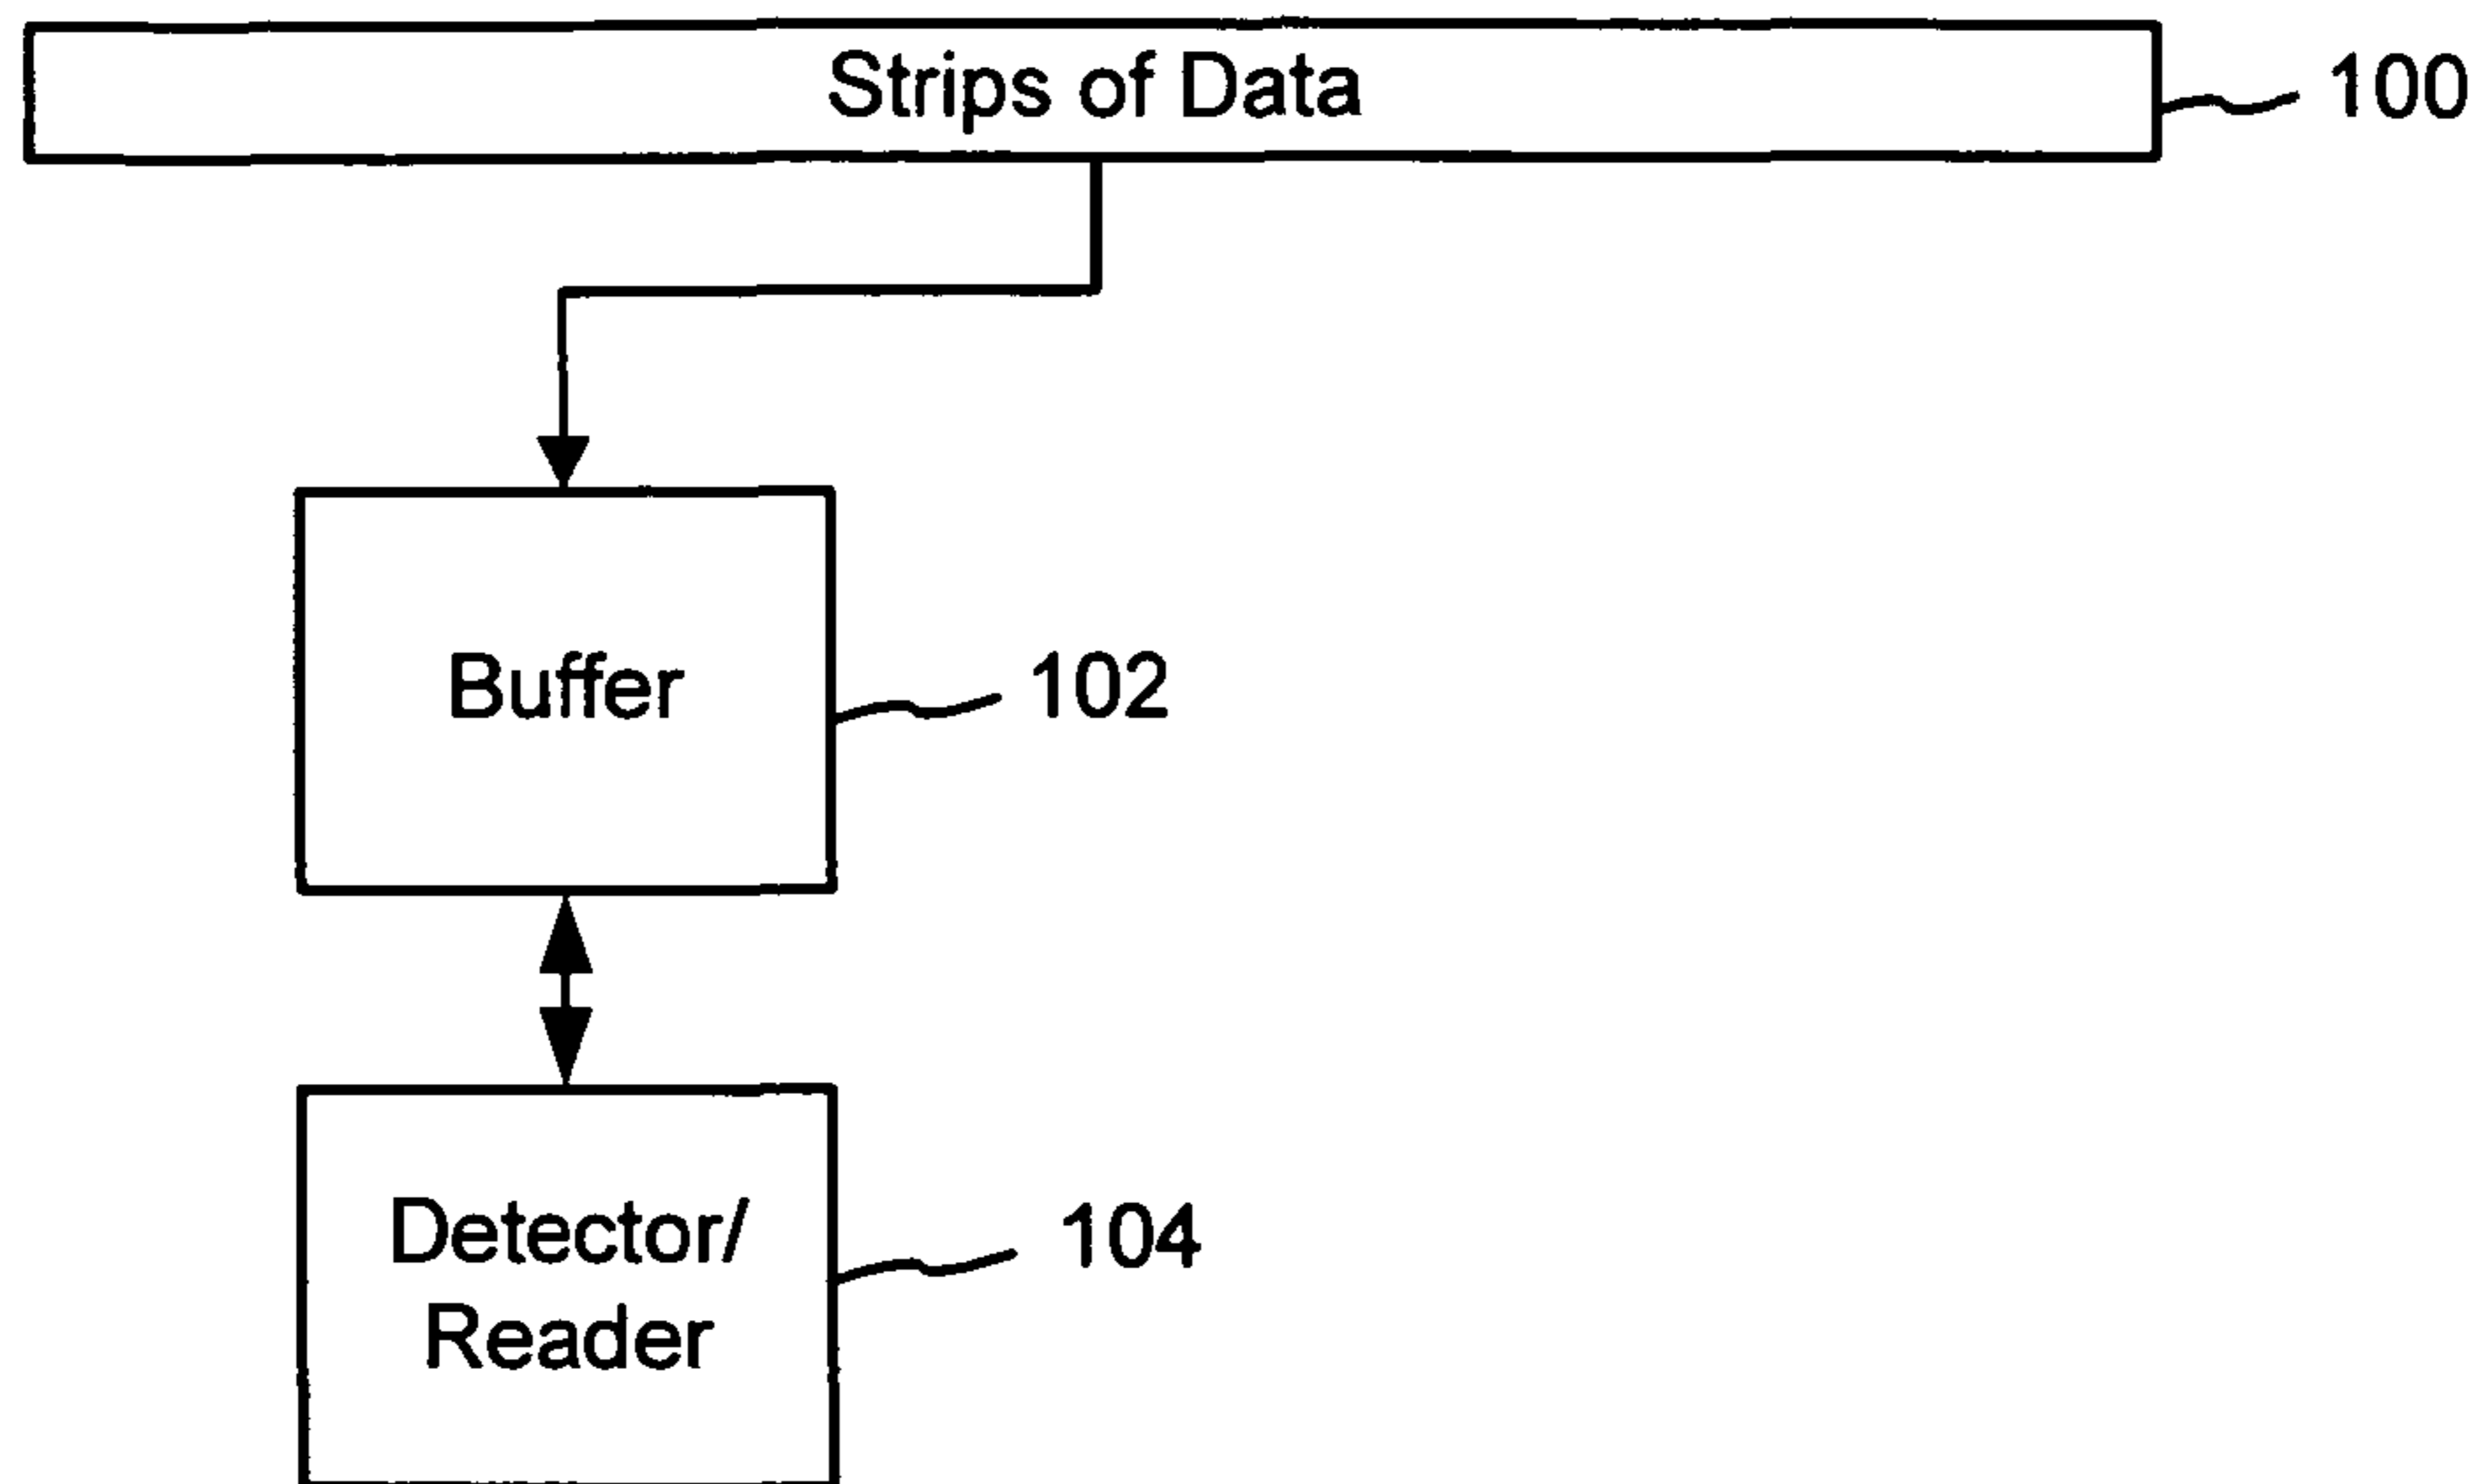 Strips of Data
100
Buffer
102
Detector/
Reader
104